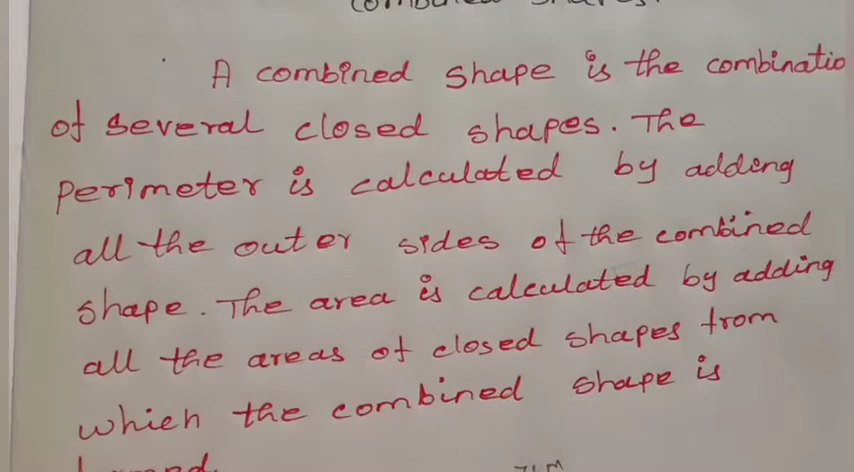 A combined shape is the combinatio
of several closed shapes. The
perimeter is calculated by adding
all the outer sides of the combined
shape. The area is calculated by adding
all the areas of closed shapes from
which the combined shape is